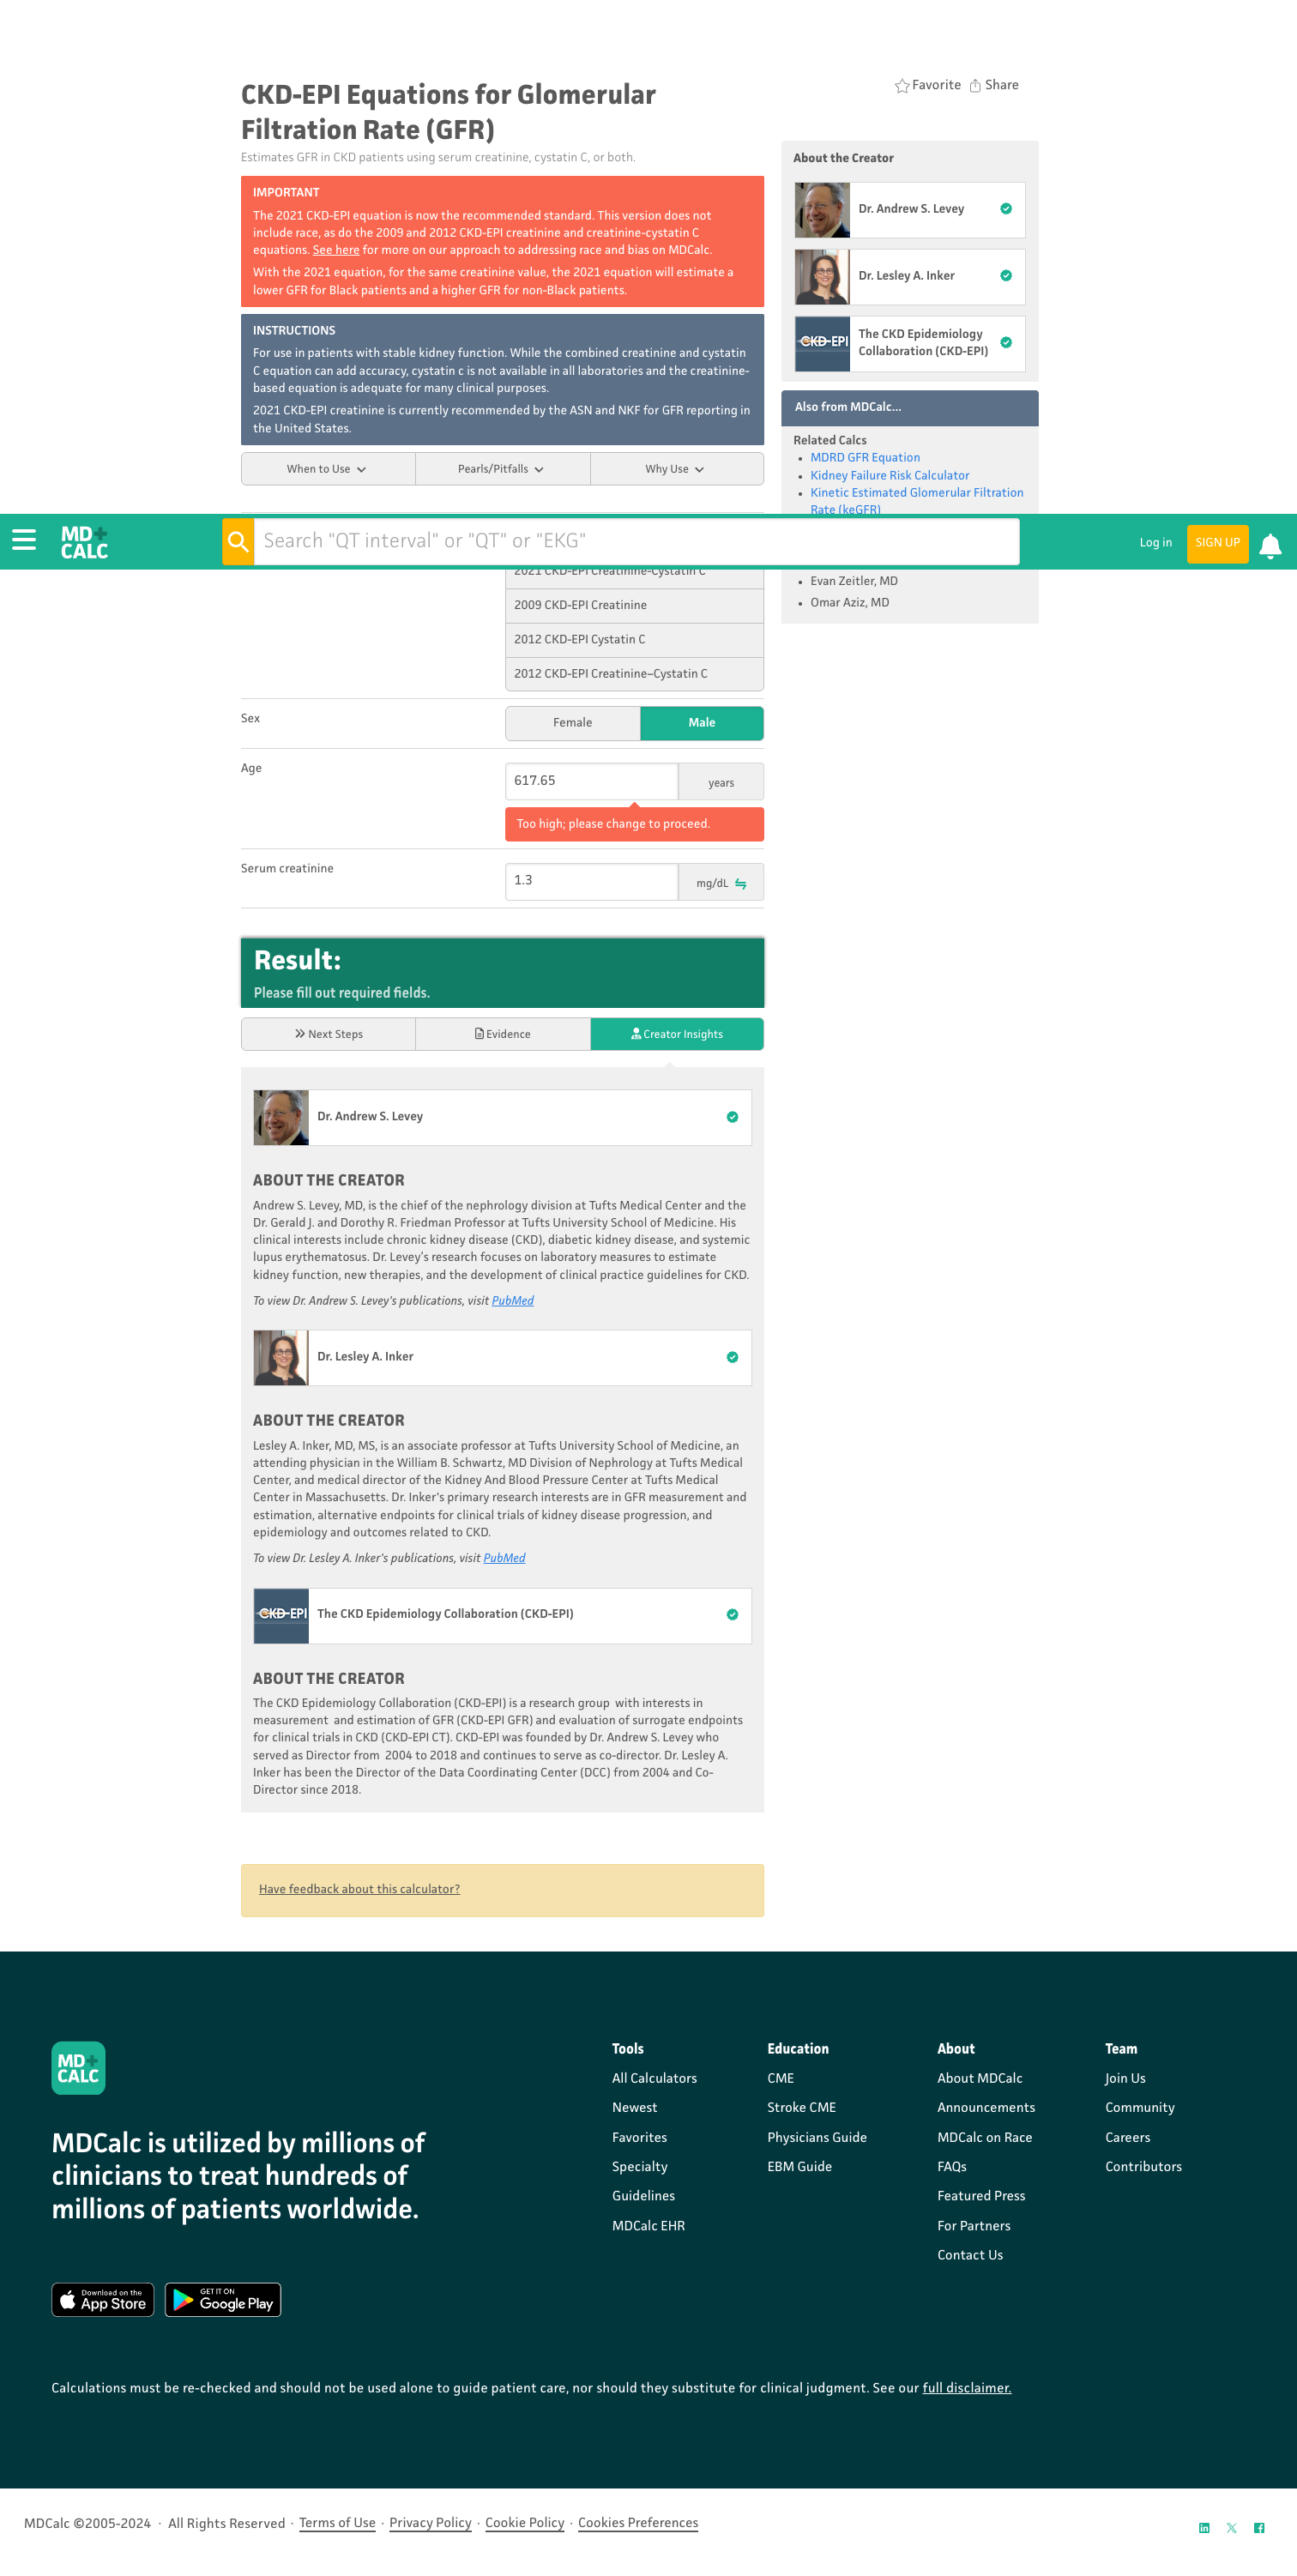 CKD-EPI Equations for Glomerular
Filtration Rate (GFR)
Estimates GFR in CKD patients using serum creatinine, cystatin C, or both.
Favorite Share
IMPORTANT
The 2021 CKD-EPI equation is now the recommended standard. This version does not
include race, as do the 2009 and 2012 CKD-EPI creatinine and creatinine-cystatin C
equations. See here for more on our approach to addressing race and bias on MDCalc.
With the 2021 equation, for the same creatinine value, the 2021 equation will estimate a
lower GFR for Black patients and a higher GFR for non-Black patients.
INSTRUCTIONS
For use in patients with stable kidney function. While the combined creatinine and cystatin
C equation can add accuracy, cystatin c is not available in all laboratories and the creatinine-
based equation is adequate for many clinical purposes.
2021 CKD-EPI creatinine is currently recommended by the ASN and NKF for GFR reporting in
the United States.
When to Use
Pearls/Pitfalls
Why Use
About the Creator
Dr. Andrew S. Levey
Dr. Lesley A. Inker
CKD-EPI
The CKD Epidemiology
Collaboration (CKD-EPI)
Also from MDCalc...
Related Calcs
• MDRD GFR Equation
• Kidney Failure Risk Calculator
• Kinetic Estimated Glomerular Filtration
Rate (keGFR)
MD+
CALC
Search "QT interval" or "QT" or "EKG"
Log in
SIGN UP
• Evan Zeitler, MD
• Omar Aziz, MD
2021 CKD-EPI Creatinine-Cystatin C
2009 CKD-EPI Creatinine
2012 CKD-EPI Cystatin C
2012 CKD-EPI Creatinine–Cystatin C
Sex
Female
Male
Age
617.65
years
Too high; please change to proceed.
Serum creatinine
1.3
mg/dL
Result:
Please fill out required fields.
Next Steps
Evidence
Creator Insights
Dr. Andrew S. Levey
ABOUT THE CREATOR
Andrew S. Levey, MD, is the chief of the nephrology division at Tufts Medical Center and the
Dr. Gerald J. and Dorothy R. Friedman Professor at Tufts University School of Medicine. His
clinical interests include chronic kidney disease (CKD), diabetic kidney disease, and systemic
lupus erythematosus. Dr. Levey’s research focuses on laboratory measures to estimate
kidney function, new therapies, and the development of clinical practice guidelines for CKD.
To view Dr. Andrew S. Levey's publications, visit PubMed
Dr. Lesley A. Inker
ABOUT THE CREATOR
Lesley A. Inker, MD, MS, is an associate professor at Tufts University School of Medicine, an
attending physician in the William B. Schwartz, MD Division of Nephrology at Tufts Medical
Center, and medical director of the Kidney And Blood Pressure Center at Tufts Medical
Center in Massachusetts. Dr. Inker's primary research interests are in GFR measurement and
estimation, alternative endpoints for clinical trials of kidney disease progression, and
epidemiology and outcomes related to CKD.
To view Dr. Lesley A. Inker's publications, visit PubMed
CKD-EPI
The CKD Epidemiology Collaboration (CKD-EPI)
ABOUT THE CREATOR
The CKD Epidemiology Collaboration (CKD-EPI) is a research group with interests in
measurement and estimation of GFR (CKD-EPI GFR) and evaluation of surrogate endpoints
for clinical trials in CKD (CKD-EPI CT). CKD-EPI was founded by Dr. Andrew S. Levey who
served as Director from 2004 to 2018 and continues to serve as co-director. Dr. Lesley A.
Inker has been the Director of the Data Coordinating Center (DCC) from 2004 and Co-
Director since 2018.
Have feedback about this calculator?
MD+
CALC
MDCalc is utilized by millions of
clinicians to treat hundreds of
millions of patients worldwide.
Download on the
App Store
GET IT ON
Google Play
Tools
All Calculators
Newest
Favorites
Specialty
Guidelines
MDCalc EHR
Education
CME
Stroke CME
Physicians Guide
EBM Guide
About
About MDCalc
Announcements
MDCalc on Race
FAQs
Featured Press
For Partners
Contact Us
Team
Join Us
Community
Careers
Contributors
Calculations must be re-checked and should not be used alone to guide patient care, nor should they substitute for clinical judgment. See our full disclaimer.
MDCalc ©2005-2024 · All Rights Reserved · Terms of Use · Privacy Policy · Cookie Policy · Cookies Preferences